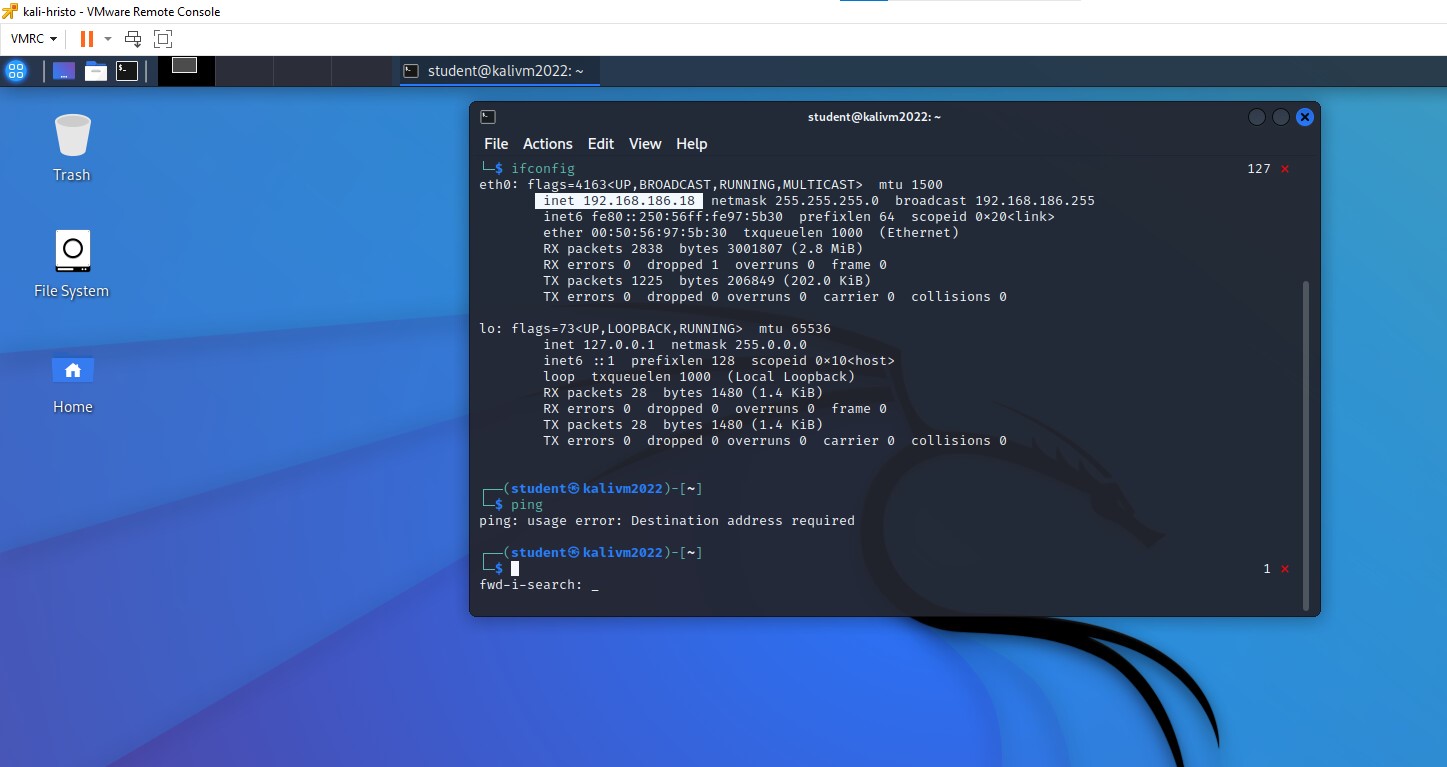 kali-hristo - VMware Remote Console
VMRC
student@kalivm2022: ~
Trash
File System
Home
student@kalivm2022: ~
File Actions Edit View Help
└─$ ifconfig 127 ⨯
eth0: flags=4163<UP,BROADCAST,RUNNING,MULTICAST>  mtu 1500
inet 192.168.186.18  netmask 255.255.255.0  broadcast 192.168.186.255
inet6 fe80::250:56ff:fe97:5b30  prefixlen 64  scopeid 0×20<link>
ether 00:50:56:97:5b:30  txqueuelen 1000  (Ethernet)
RX packets 2838  bytes 3001807 (2.8 MiB)
RX errors 0  dropped 1  overruns 0  frame 0
TX packets 1225  bytes 206849 (202.0 KiB)
TX errors 0  dropped 0 overruns 0  carrier 0  collisions 0
lo: flags=73<UP,LOOPBACK,RUNNING>  mtu 65536
inet 127.0.0.1  netmask 255.0.0.0
inet6 ::1  prefixlen 128  scopeid 0×10<host>
loop  txqueuelen 1000  (Local Loopback)
RX packets 28  bytes 1480 (1.4 KiB)
RX errors 0  dropped 0  overruns 0  frame 0
TX packets 28  bytes 1480 (1.4 KiB)
TX errors 0  dropped 0 overruns 0  carrier 0  collisions 0
┌──(student㉿kalivm2022)-[~]
└─$ ping
ping: usage error: Destination address required
┌──(student㉿kalivm2022)-[~]
└─$ 1 ⨯
fwd-i-search: _